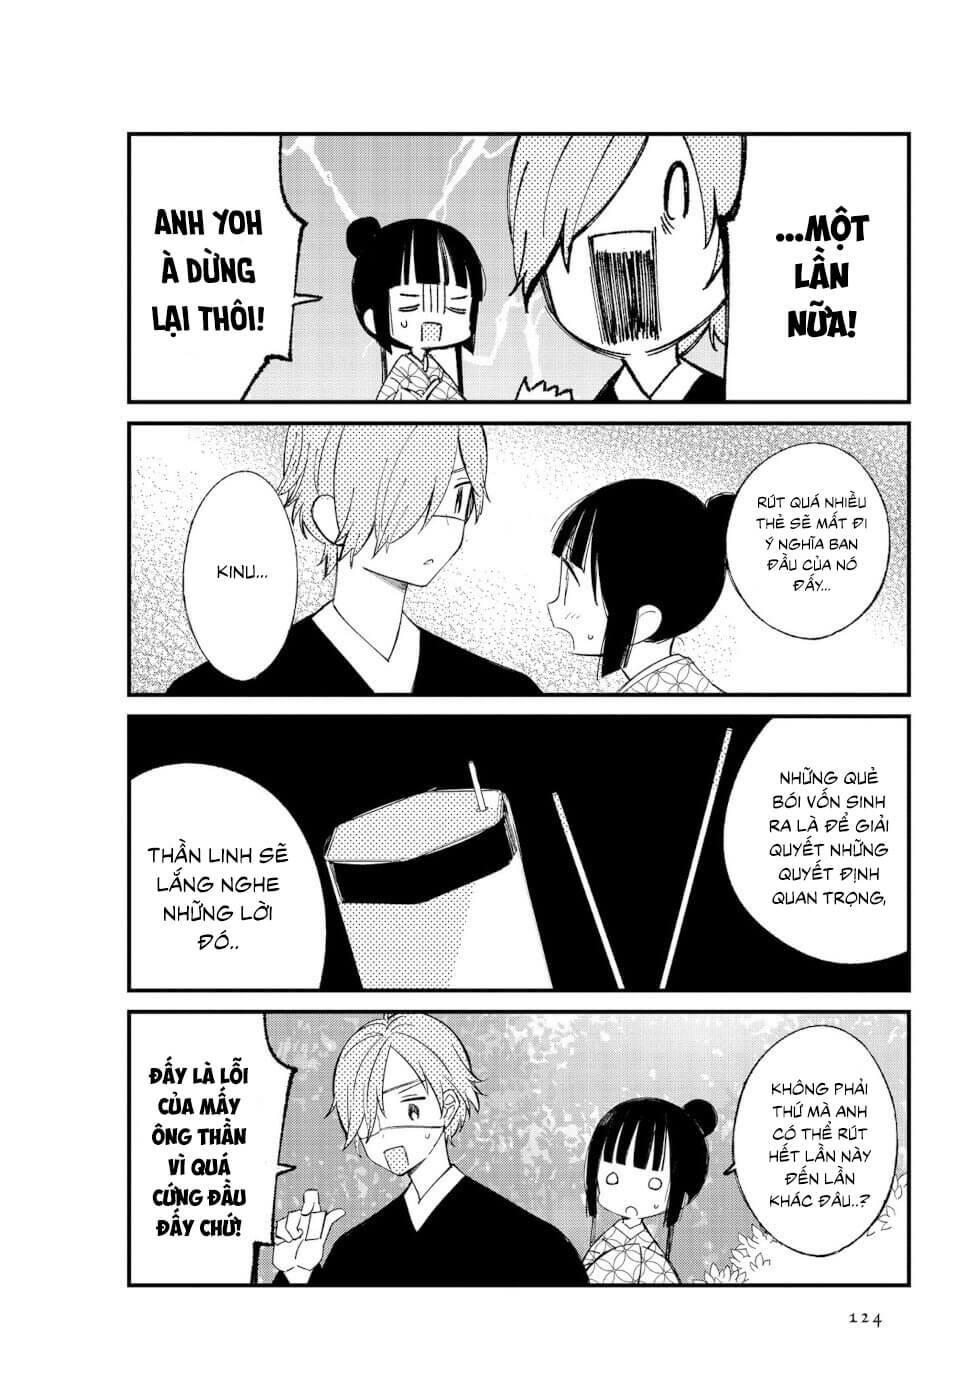 ...MỘT
LẦN
NỮA!
ANH YOH
À DỪNG
LẠI THÔI!
RÚT QUÁ NHIỀU
THẺ SẼ MẤT ĐI
Ý NGHĨA BAN
ĐẦU CỦA NÓ
ĐẤY...
KINU...
NHỮNG QUẺ
BÓI VỐN SINH
RA LÀ ĐỂ GIẢI
QUYẾT NHỮNG
QUYẾT ĐỊNH
QUAN TRỌNG,
THẦN LINH SẼ
LẮNG NGHE
NHỮNG LỜI
ĐÓ..
KHÔNG PHẢI
THỨ MÀ ANH
CÓ THỂ RÚT
HẾT LẦN NÀY
ĐẾN LẦN
KHÁC ĐÂU..?
ĐẤY LÀ LỖI
CỦA MẤY
ÔNG THẦN
VÌ QUÁ
CỨNG ĐẦU
ĐẤY CHỨ!
124